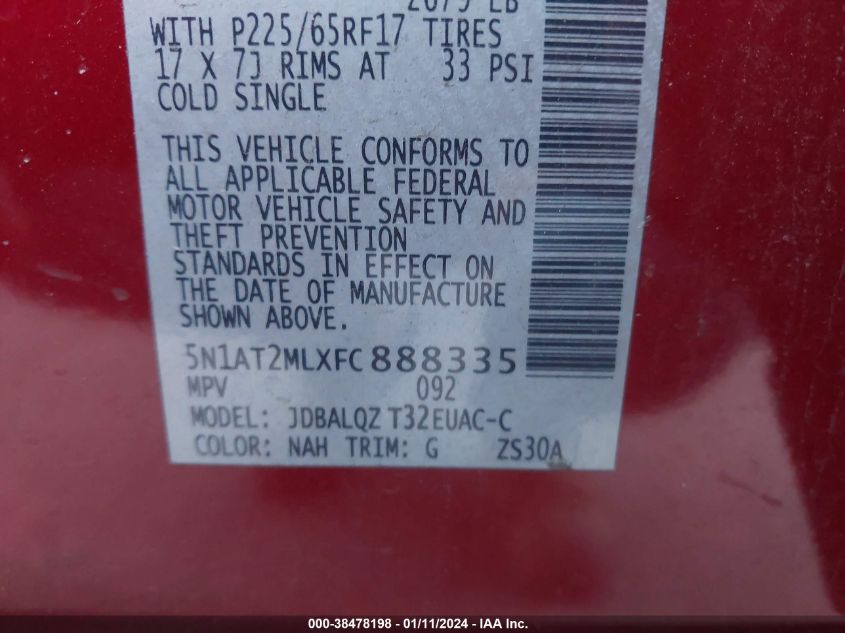 WITH P225/65RF17 TIRES
17 X 7J RIMS AT 33 PSI
COLD SINGLE
THIS VEHICLE CONFORMS TO
ALL APPLICABLE FEDERAL
MOTOR VEHICLE SAFETY AND
THEFT PREVENTION
STANDARDS IN EFFECT ON
THE DATE OF MANUFACTURE
SHOWN ABOVE.
5N1AT2MLXFC888335
MPV 092
MODEL: JDBALQZ T32EUAC-C
COLOR: NAH TRIM: G ZS30A
000-38478198 - 01/11/2024 - IAA Inc.